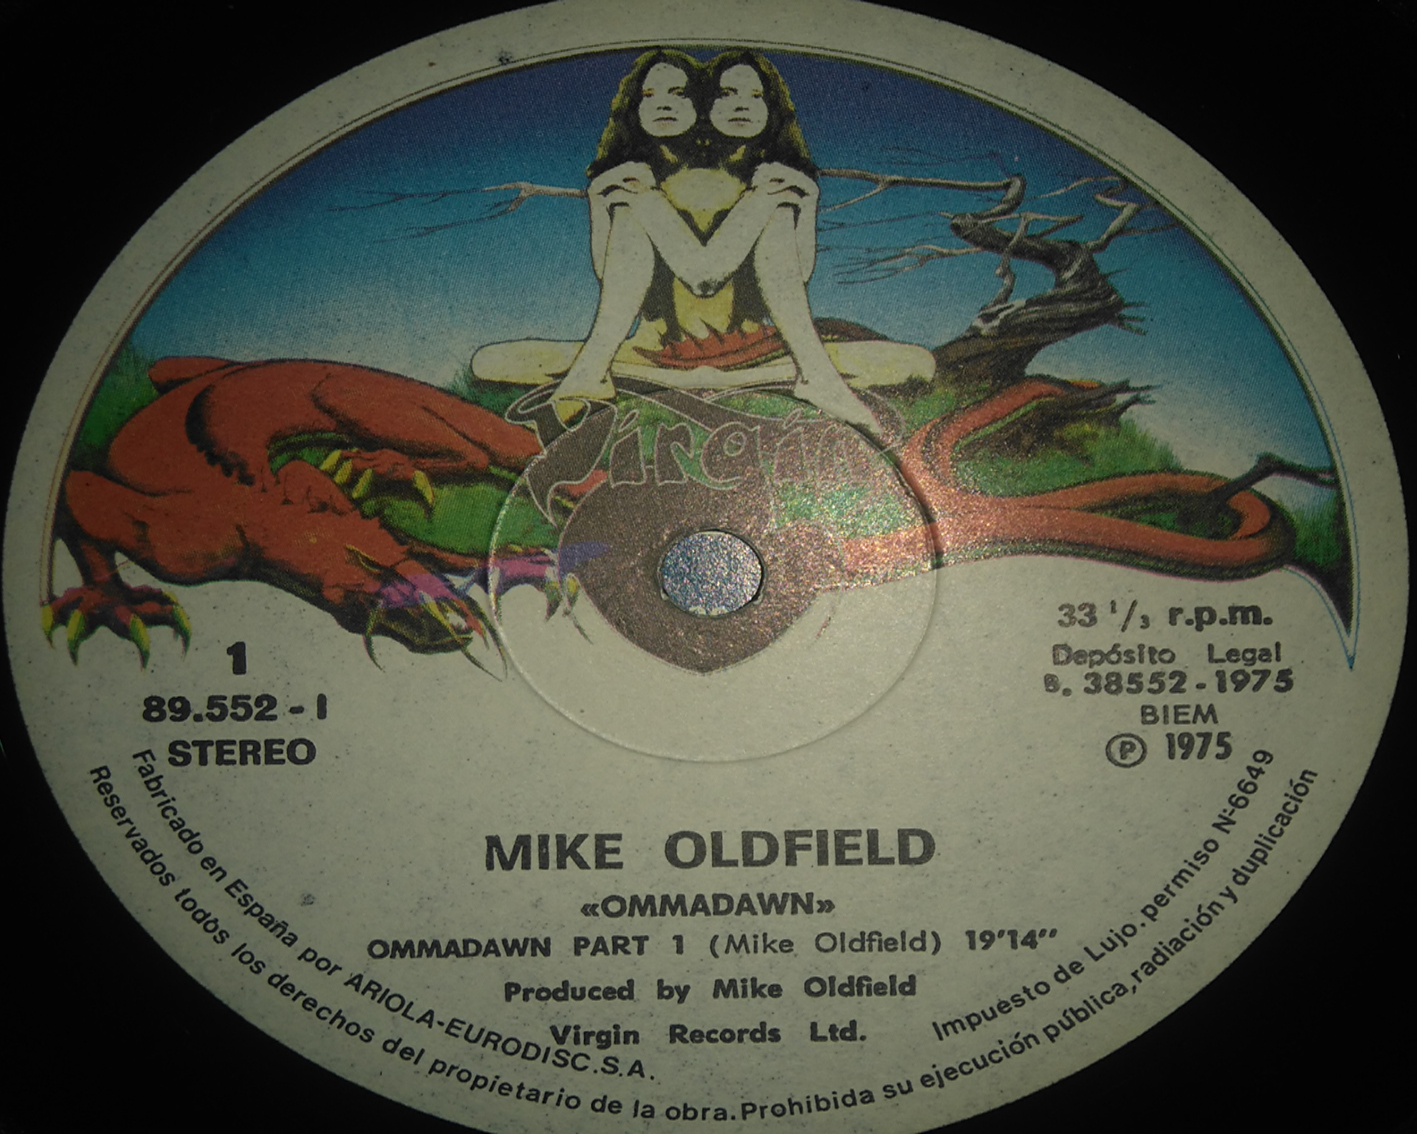 Virgin
1
89.552 - I
STEREO
33 1/3 r.p.m.
Depósito Legal
B. 38552-1975
BIEM
Ⓟ 1975
MIKE OLDFIELD
«OMMADAWN»
OMMADAWN PART 1 (Mike Oldfield) 19'14''
Produced by Mike Oldfield
Virgin Records Ltd.
Fabricado en España por ARIOLA-EURODISC.S.A. Impuesto de Lujo. permiso Nº6649
Reservados todos los derechos del propietario de la obra. Prohibida su ejecución pública, radiación y duplicación